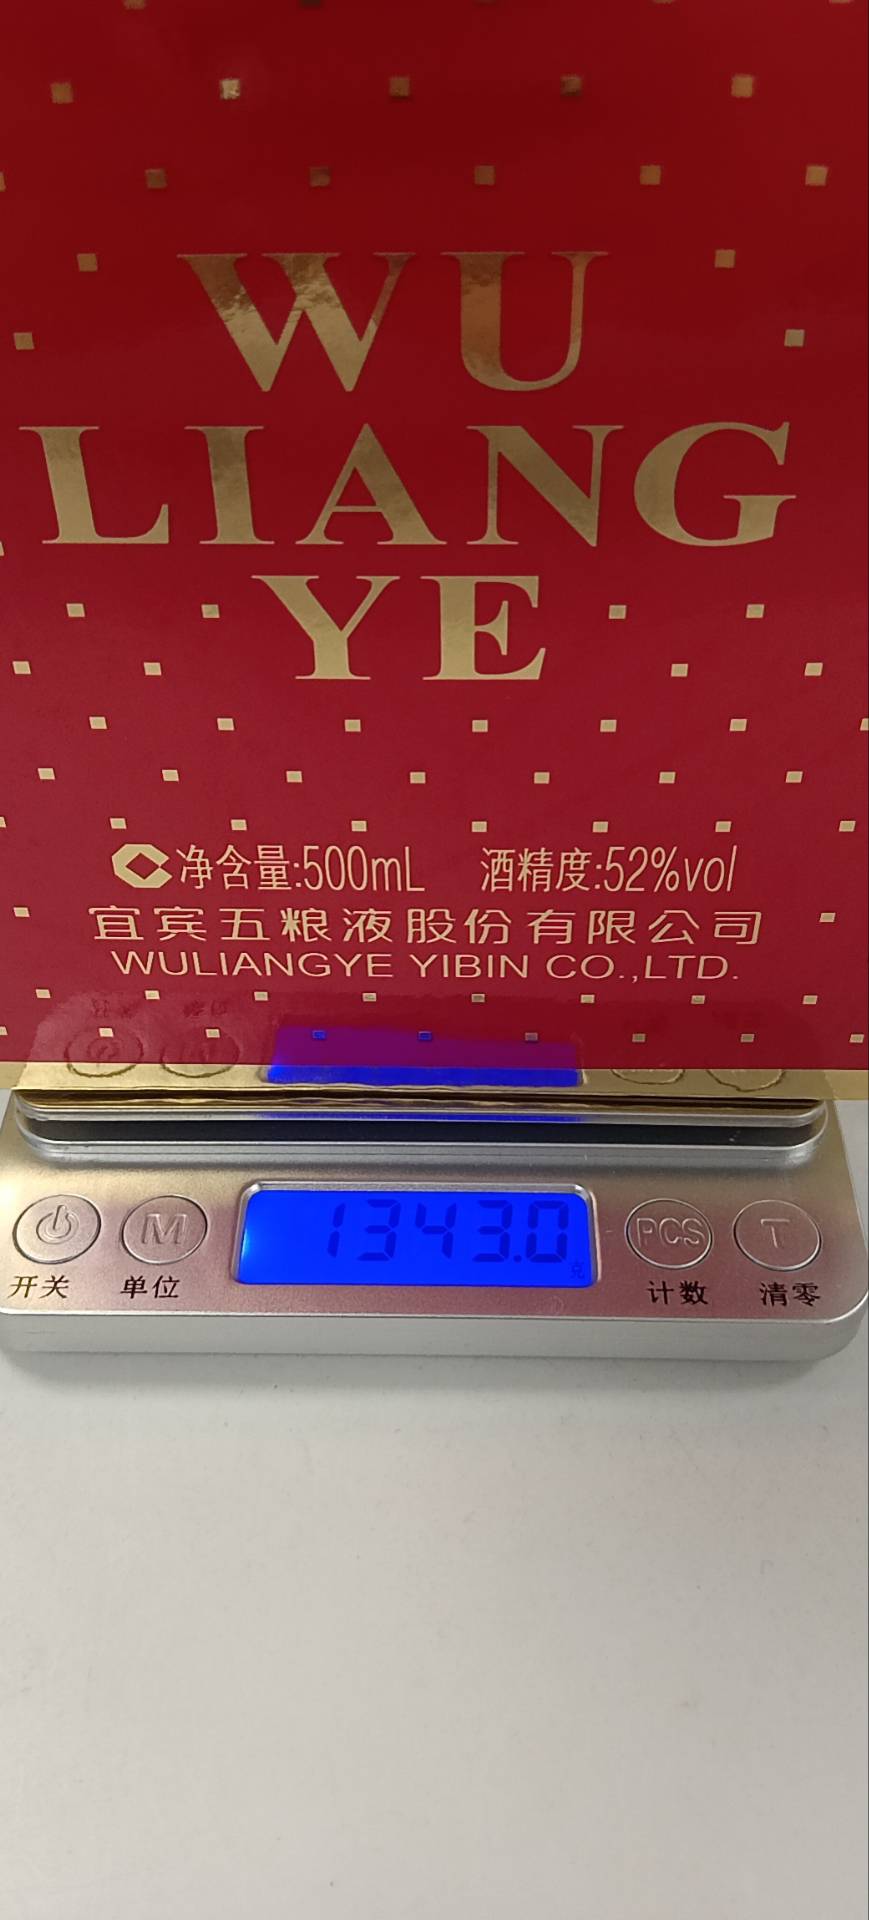 WU
LIANG
YE
净含量:500mL 酒精度:52%vol
宜宾五粮液股份有限公司
WULIANGYE YIBIN CO.,LTD.
1343.0
克
M PCS T
开关 单位 计数 清零